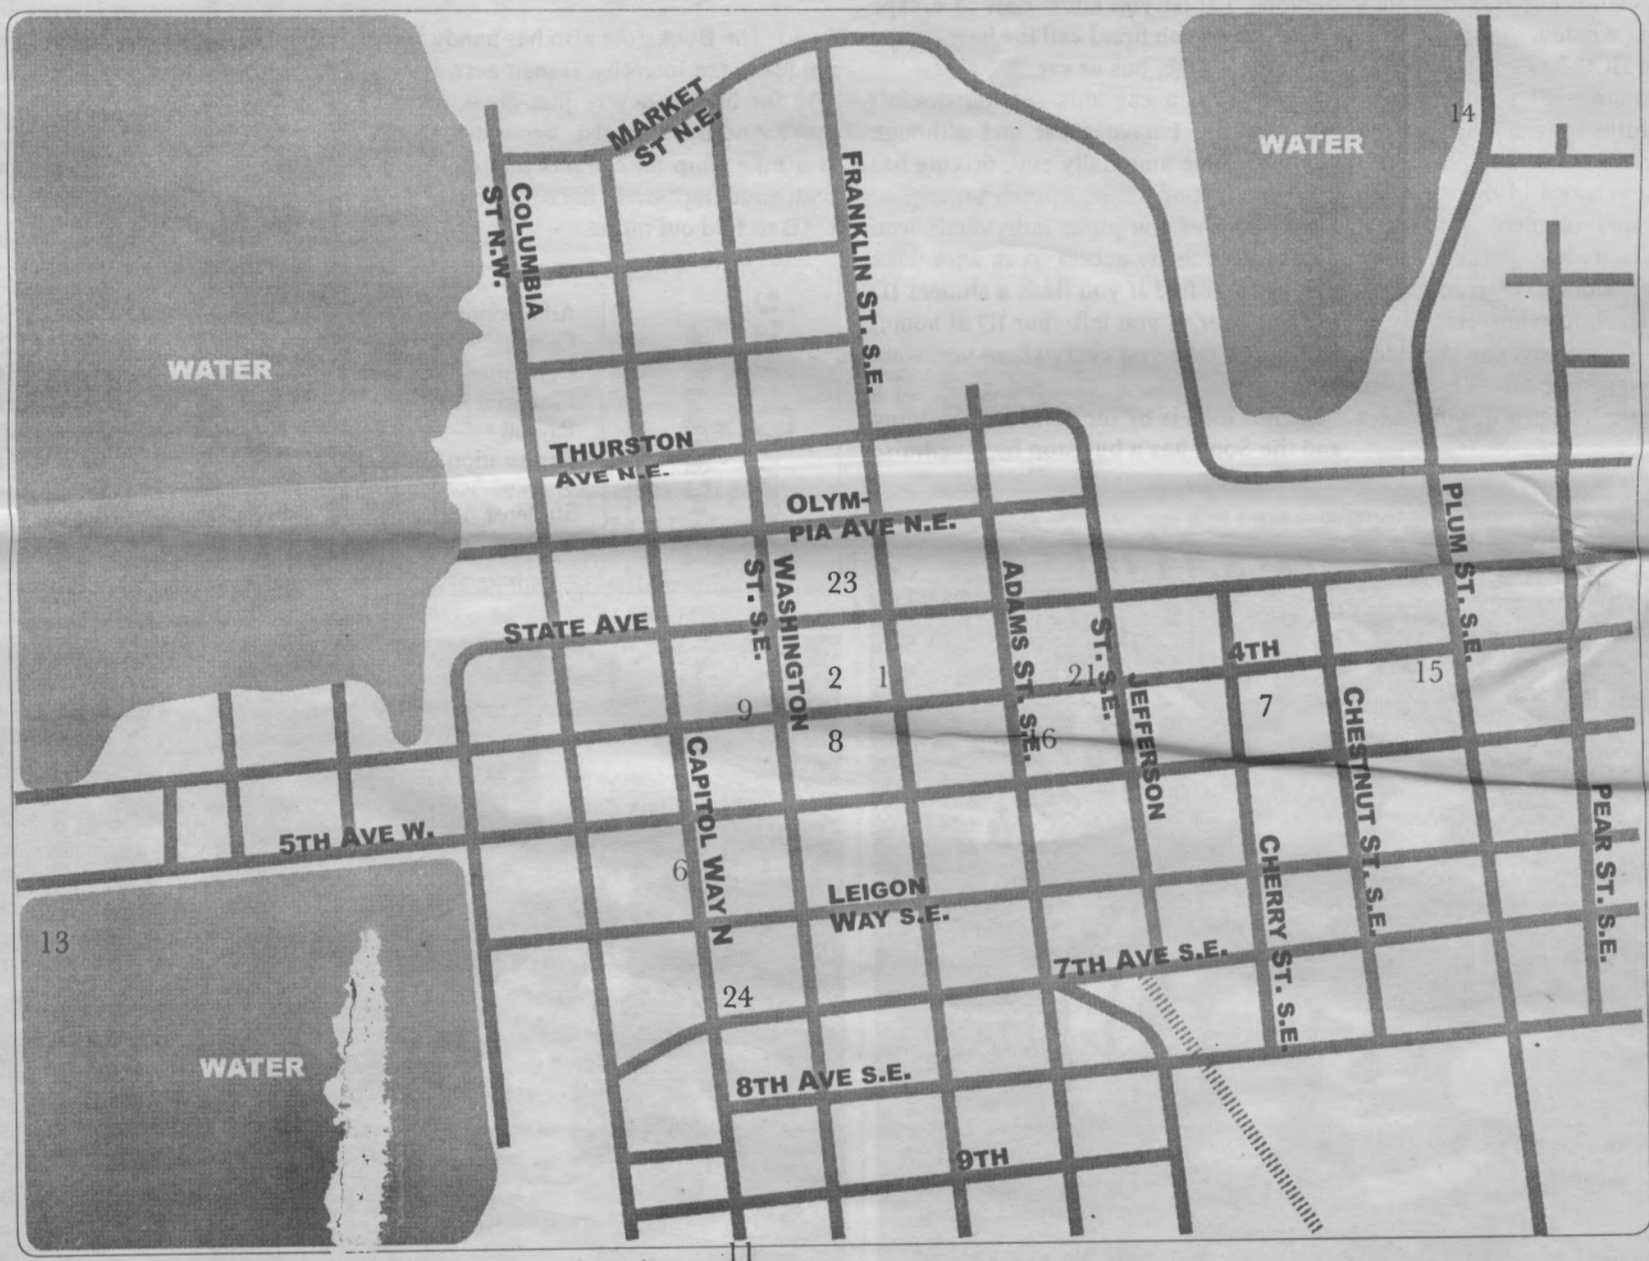 MARKET
ST N.E.
14
WATER
FRANKLIN ST. S.E.
COLUMBIA
ST N.W.
WATER
THURSTON
AVE N.E.
OLYM-
PIA AVE N.E.
PLUM ST. S.E.
WASHINGTON
ST. S.E.
23
ADAMS ST. S.E.
STATE AVE
ST. S.E.
JEFFERSON
4TH
2
1
21
15
9
7
8
16
CAPITOL WAY N
CHESTNUT ST. S.E.
PEAR ST. S.E.
5TH AVE W.
6
LEIGON
WAY S.E.
CHERRY ST. S.E.
13
7TH AVE S.E.
24
WATER
8TH AVE S.E.
9TH
11